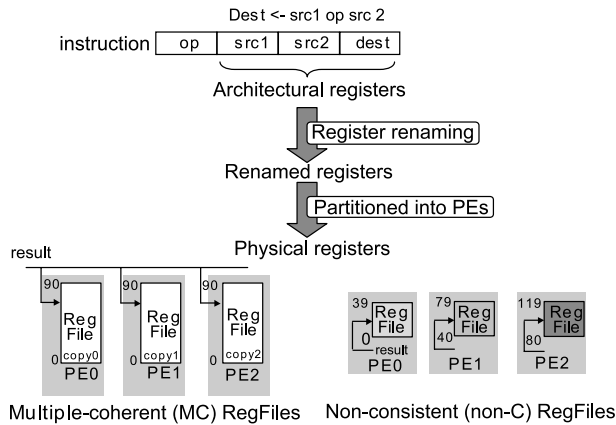 Dest <- src1 op src 2
instruction op src1 src2 dest
Architectural registers
Register renaming
Renamed registers
Partitioned into PEs
Physical registers
result
90 90 90
Reg File Reg File Reg File
0 copy0 0 copy1 0 copy2
PE0 PE1 PE2
39 79 119
Reg File Reg File Reg File
0 40 80
result
PE0 PE1 PE2
Multiple-coherent (MC) RegFiles
Non-consistent (non-C) RegFiles